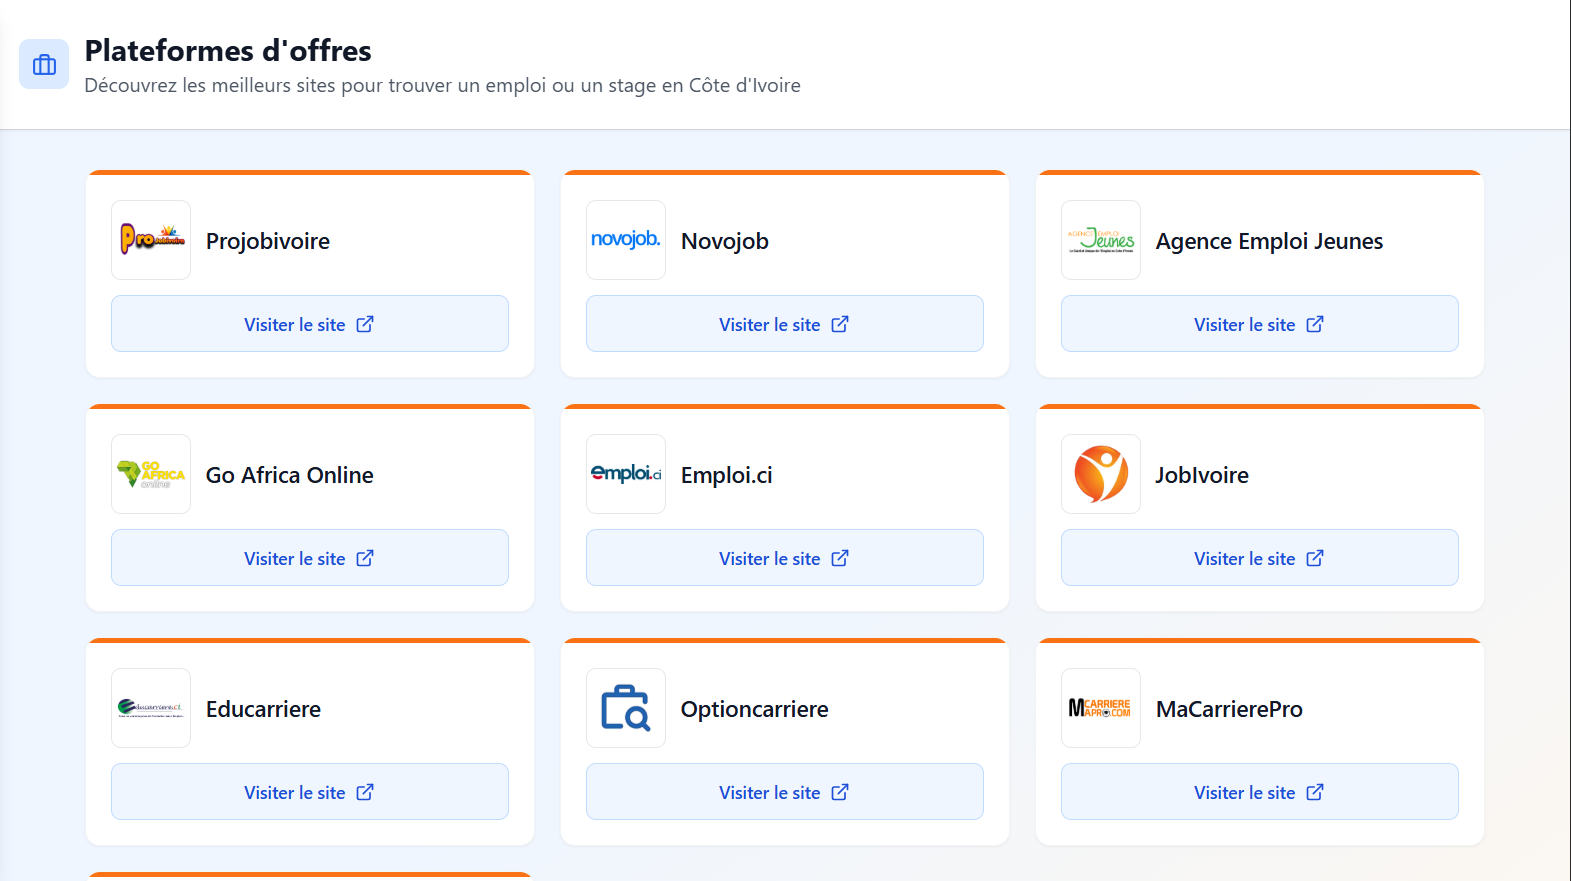 Plateformes d'offres
Découvrez les meilleurs sites pour trouver un emploi ou un stage en Côte d'Ivoire
Pro Jobivoire
Projobivoire
novojob.
Novojob
AGENCE EMPLOI
Jeunes
Agence Emploi Jeunes
Visiter le site
Visiter le site
Visiter le site
GO
AFRICA
online
Go Africa Online
emploi.ci
Emploi.ci
JobIvoire
Visiter le site
Visiter le site
Visiter le site
Educarriere.ci
Educarriere
Optioncarriere
MCARRIERE
APRO.COM
MaCarrierePro
Visiter le site
Visiter le site
Visiter le site